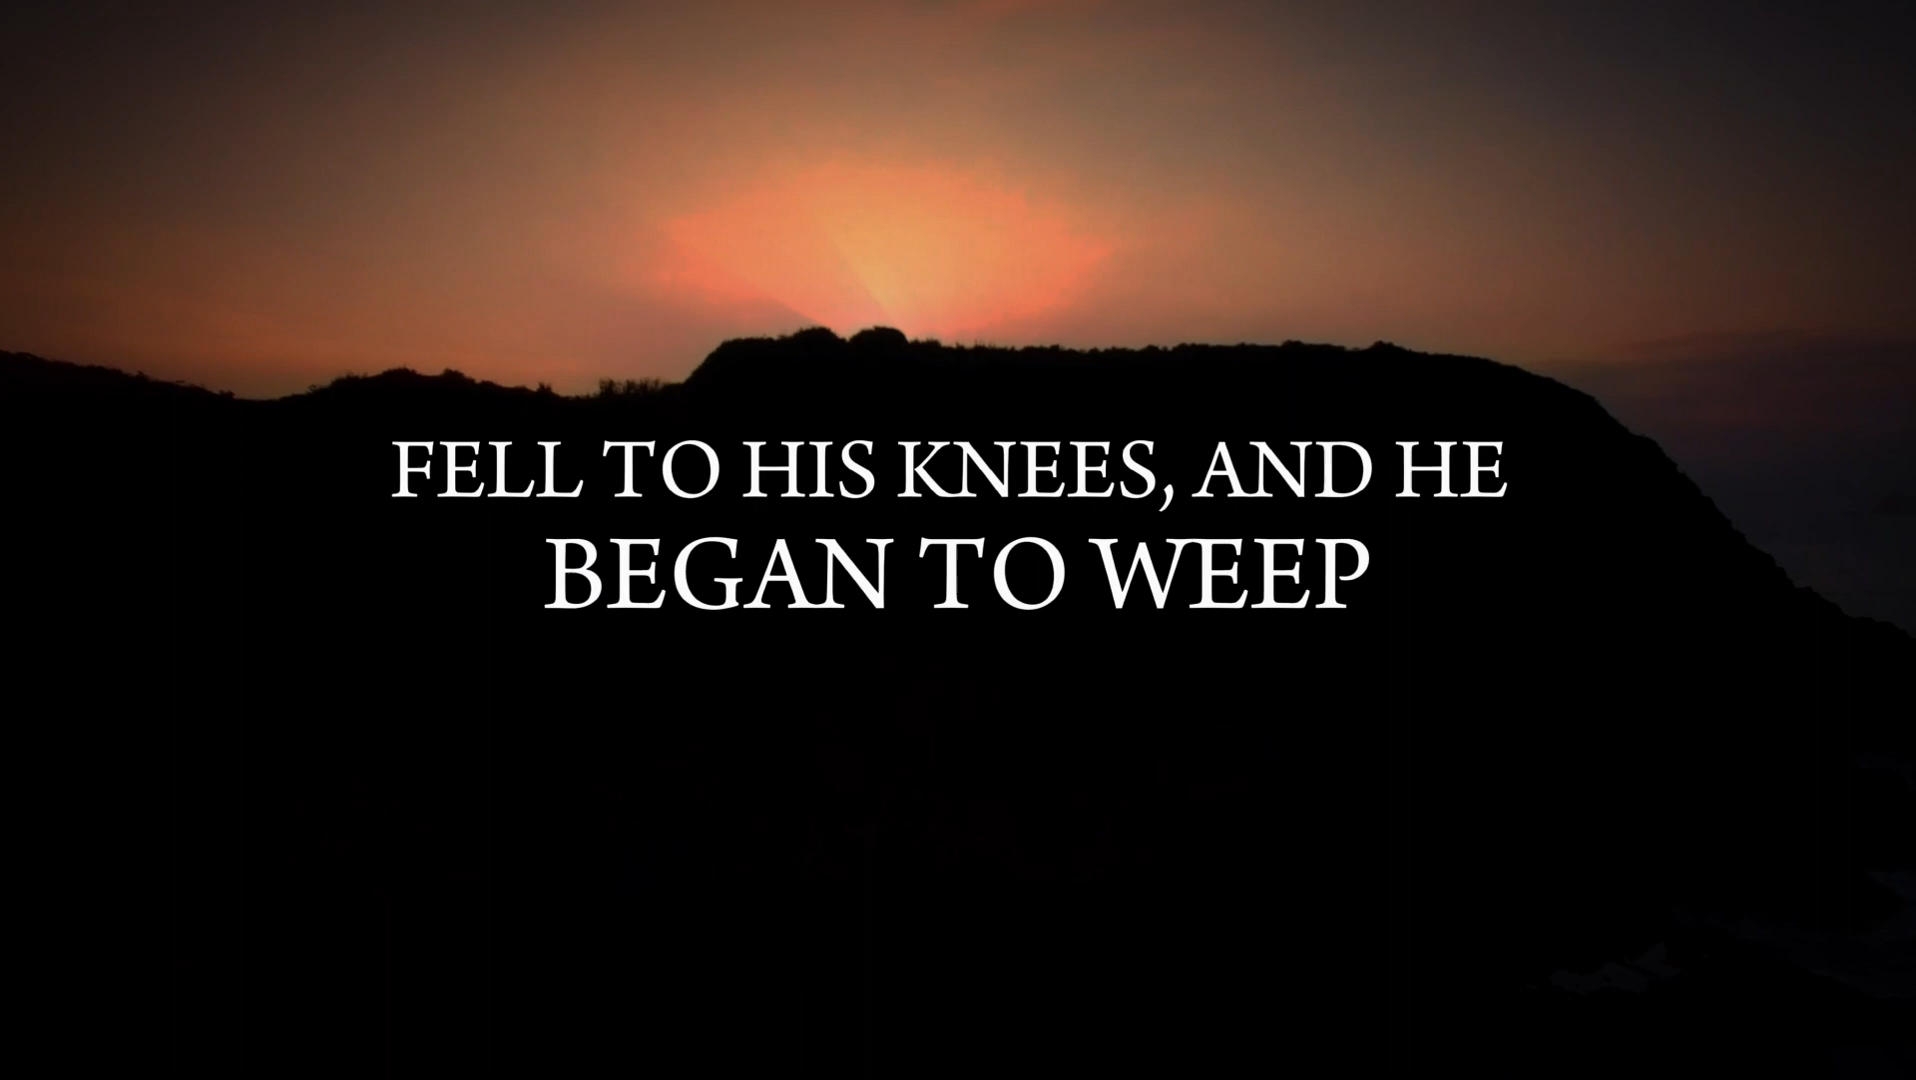 FELL TO HIS KNEES, AND HE
BEGAN TO WEEP